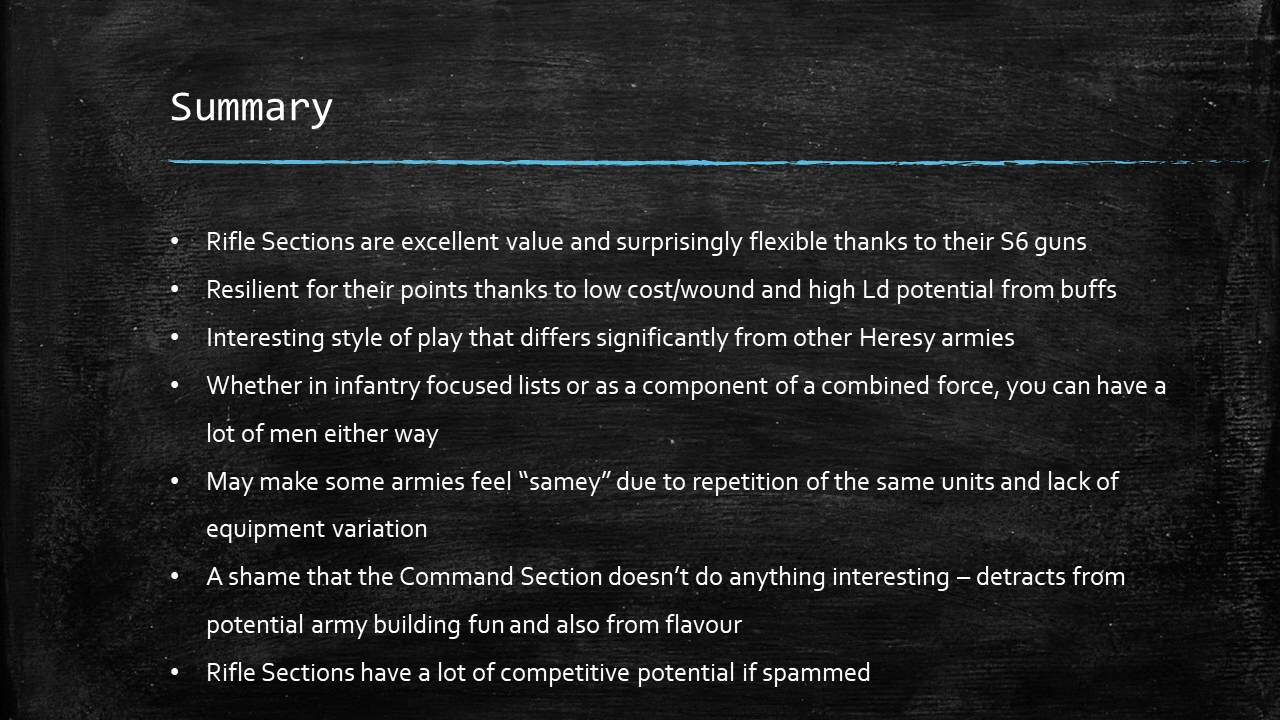 Summary
• Rifle Sections are excellent value and surprisingly flexible thanks to their S6 guns
• Resilient for their points thanks to low cost/wound and high Ld potential from buffs
• Interesting style of play that differs significantly from other Heresy armies
• Whether in infantry focused lists or as a component of a combined force, you can have a
lot of men either way
• May make some armies feel “samey” due to repetition of the same units and lack of
equipment variation
• A shame that the Command Section doesn’t do anything interesting – detracts from
potential army building fun and also from flavour
• Rifle Sections have a lot of competitive potential if spammed